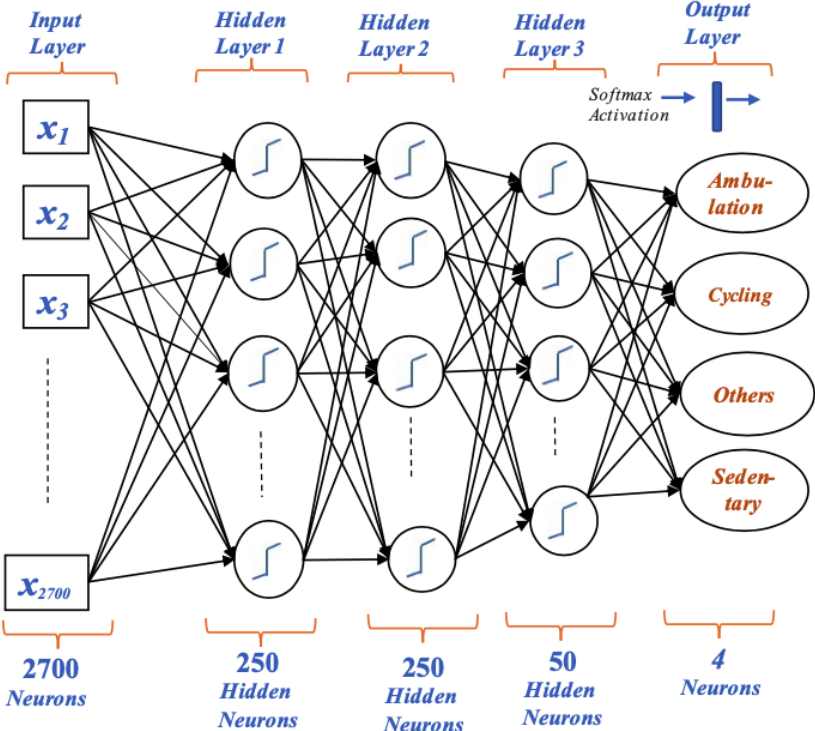 Input
Layer
Hidden
Layer 1
Hidden
Layer 2
Hidden
Layer 3
Output
Layer
Softmax
Activation
x1
x2
x3
x2700
Ambu-
lation
Cycling
Others
Seden-
tary
2700
Neurons
250
Hidden
Neurons
250
Hidden
Neurons
50
Hidden
Neurons
4
Neurons